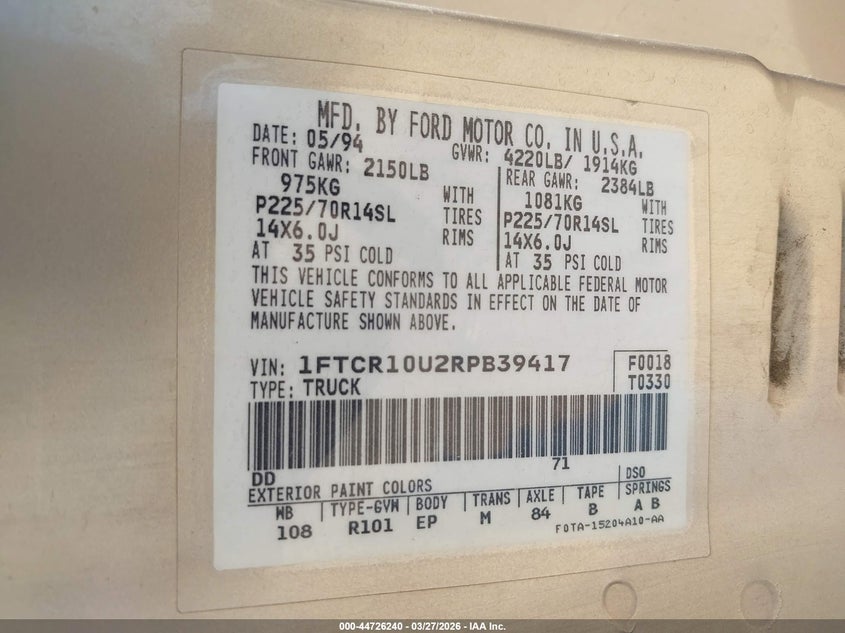 MFD. BY FORD MOTOR CO. IN U.S.A.
DATE: 05/94 GVWR: 4220LB/ 1914KG
FRONT GAWR: 2150LB REAR GAWR: 2384LB
975KG WITH 1081KG WITH
P225/70R14SL TIRES P225/70R14SL TIRES
14X6.0J RIMS 14X6.0J RIMS
AT 35 PSI COLD AT 35 PSI COLD
THIS VEHICLE CONFORMS TO ALL APPLICABLE FEDERAL MOTOR
VEHICLE SAFETY STANDARDS IN EFFECT ON THE DATE OF
MANUFACTURE SHOWN ABOVE.
VIN: 1FTCR10U2RPB39417 F0018
TYPE: TRUCK T0330
DD 71
EXTERIOR PAINT COLORS DSO
WB TYPE-GVM BODY TRANS AXLE TAPE SPRINGS
108 R101 EP M 84 B A B
F0TA-15204A10-AA
000-44726240 - 03/27/2026 - IAA Inc.